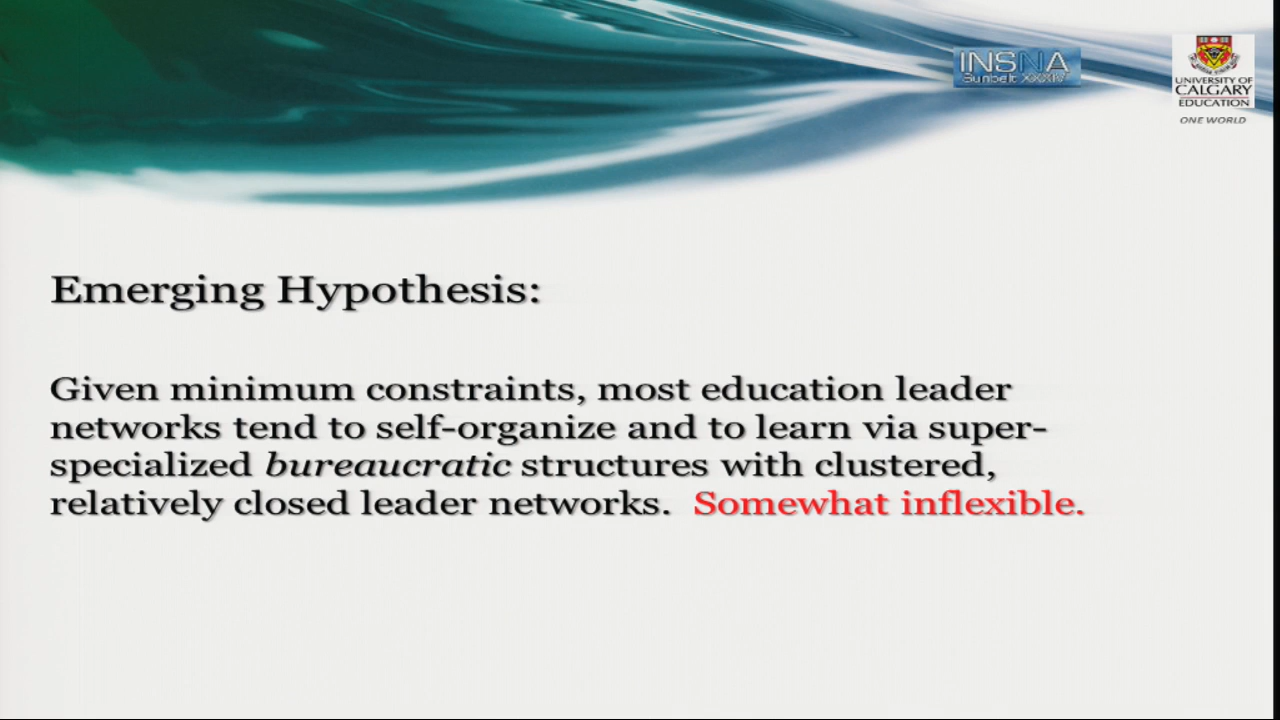 INSNA
Sunbelt XXXIV
UNIVERSITY OF
CALGARY
EDUCATION
ONE WORLD
Emerging Hypothesis:
Given minimum constraints, most education leader
networks tend to self-organize and to learn via super-
specialized bureaucratic structures with clustered,
relatively closed leader networks. Somewhat inflexible.